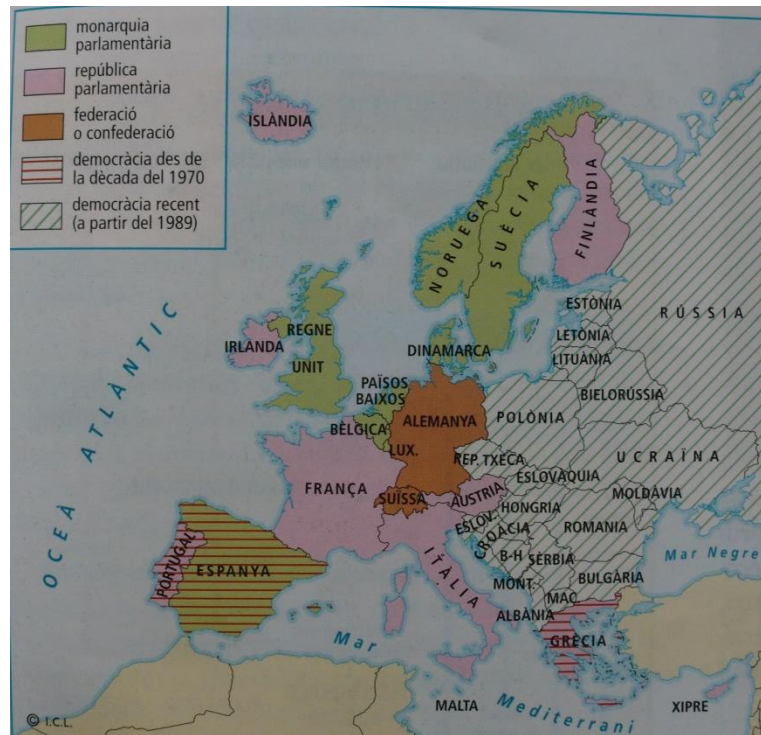 monarquia
parlamentària
república
parlamentària
federació
o confederació
democràcia des de
la dècada del 1970
democràcia recent
(a partir del 1989)
ISLÀNDIA
NORUEGA
SUÈCIA
FINLÀNDIA
RÚSSIA
ESTÒNIA
LETÒNIA
LITUÀNIA
BIELORÚSSIA
IRLANDA
REGNE
UNIT
DINAMARCA
PAÏSOS
BAIXOS
BÈLGICA
LUX.
ALEMANYA
POLÒNIA
UCRAÏNA
REP. TXECA
ESLOVÀQUIA
MOLDÀVIA
FRANÇA
SUÏSSA
ÀUSTRIA
HONGRIA
ROMANIA
ESLOV.
CROÀCIA
B-H
SÈRBIA
MONT.
BULGÀRIA
MAC.
ALBÀNIA
ITÀLIA
GRÈCIA
PORTUGAL
ESPANYA
OCEÀ ATLÀNTIC
Mar Negre
Mar
Mediterrani
MALTA
XIPRE
© I.C.L.